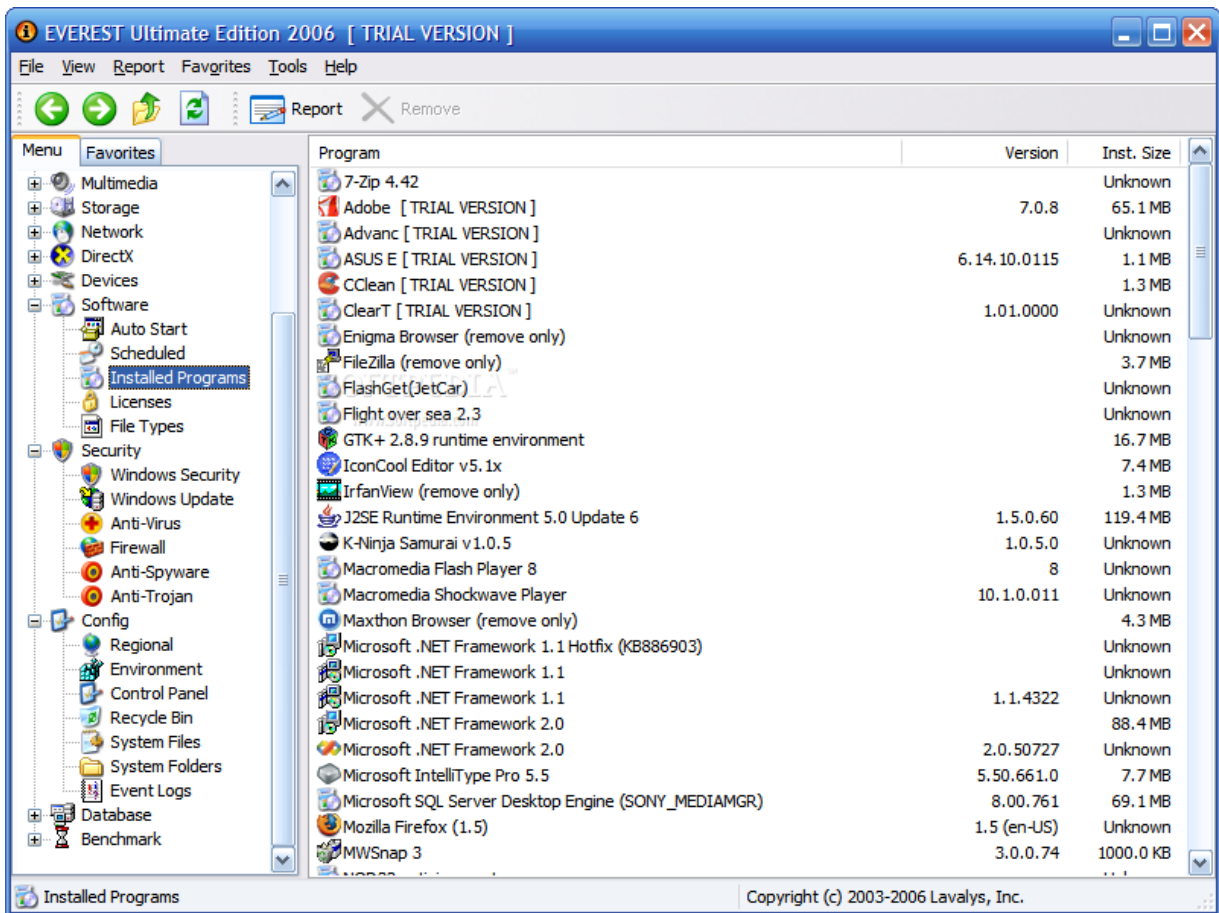 EVEREST Ultimate Edition 2006 [ TRIAL VERSION ]
File View Report Favorites Tools Help
Report Remove
Menu Favorites
Multimedia
Storage
Network
DirectX
Devices
Software
Auto Start
Scheduled
Installed Programs
Licenses
File Types
Security
Windows Security
Windows Update
Anti-Virus
Firewall
Anti-Spyware
Anti-Trojan
Config
Regional
Environment
Control Panel
Recycle Bin
System Files
System Folders
Event Logs
Database
Benchmark
Program Version Inst. Size
7-Zip 4.42 Unknown
Adobe [ TRIAL VERSION ] 7.0.8 65.1 MB
Advanc [ TRIAL VERSION ] Unknown
ASUS E [ TRIAL VERSION ] 6.14.10.0115 1.1 MB
CClean [ TRIAL VERSION ] 1.3 MB
ClearT [ TRIAL VERSION ] 1.01.0000 Unknown
Enigma Browser (remove only) Unknown
FileZilla (remove only) 3.7 MB
FlashGet(JetCar) Unknown
Flight over sea 2.3 Unknown
www.softpedia.com
GTK+ 2.8.9 runtime environment 16.7 MB
IconCool Editor v5.1x 7.4 MB
IrfanView (remove only) 1.3 MB
J2SE Runtime Environment 5.0 Update 6 1.5.0.60 119.4 MB
K-Ninja Samurai v1.0.5 1.0.5.0 Unknown
Macromedia Flash Player 8 8 Unknown
Macromedia Shockwave Player 10.1.0.011 Unknown
Maxthon Browser (remove only) 4.3 MB
Microsoft .NET Framework 1.1 Hotfix (KB886903) Unknown
Microsoft .NET Framework 1.1 Unknown
Microsoft .NET Framework 1.1 1.1.4322 Unknown
Microsoft .NET Framework 2.0 88.4 MB
Microsoft .NET Framework 2.0 2.0.50727 Unknown
Microsoft IntelliType Pro 5.5 5.50.661.0 7.7 MB
Microsoft SQL Server Desktop Engine (SONY_MEDIAMGR) 8.00.761 69.1 MB
Mozilla Firefox (1.5) 1.5 (en-US) Unknown
MWSnap 3 3.0.0.74 1000.0 KB
Installed Programs Copyright (c) 2003-2006 Lavalys, Inc.